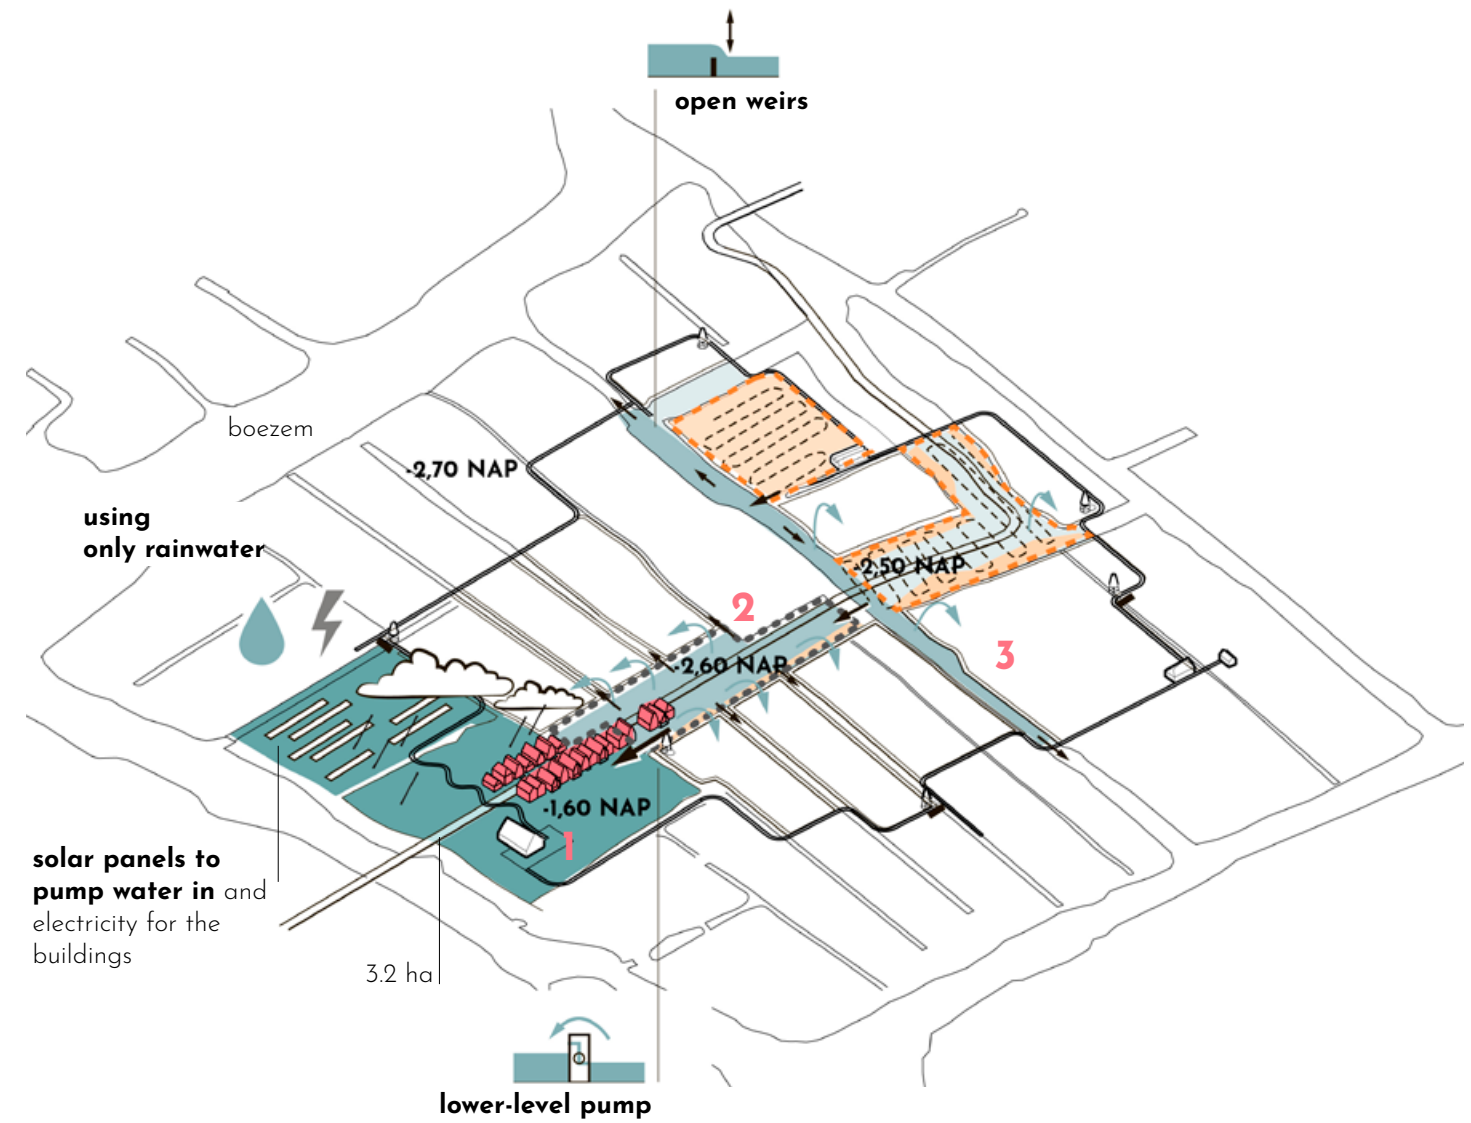 open weirs
boezem
-2,70 NAP
using
only rainwater
-2,50 NAP
2
3
-2,60 NAP
-1,60 NAP
1
solar panels to
pump water in and
electricity for the
buildings
3.2 ha
lower-level pump